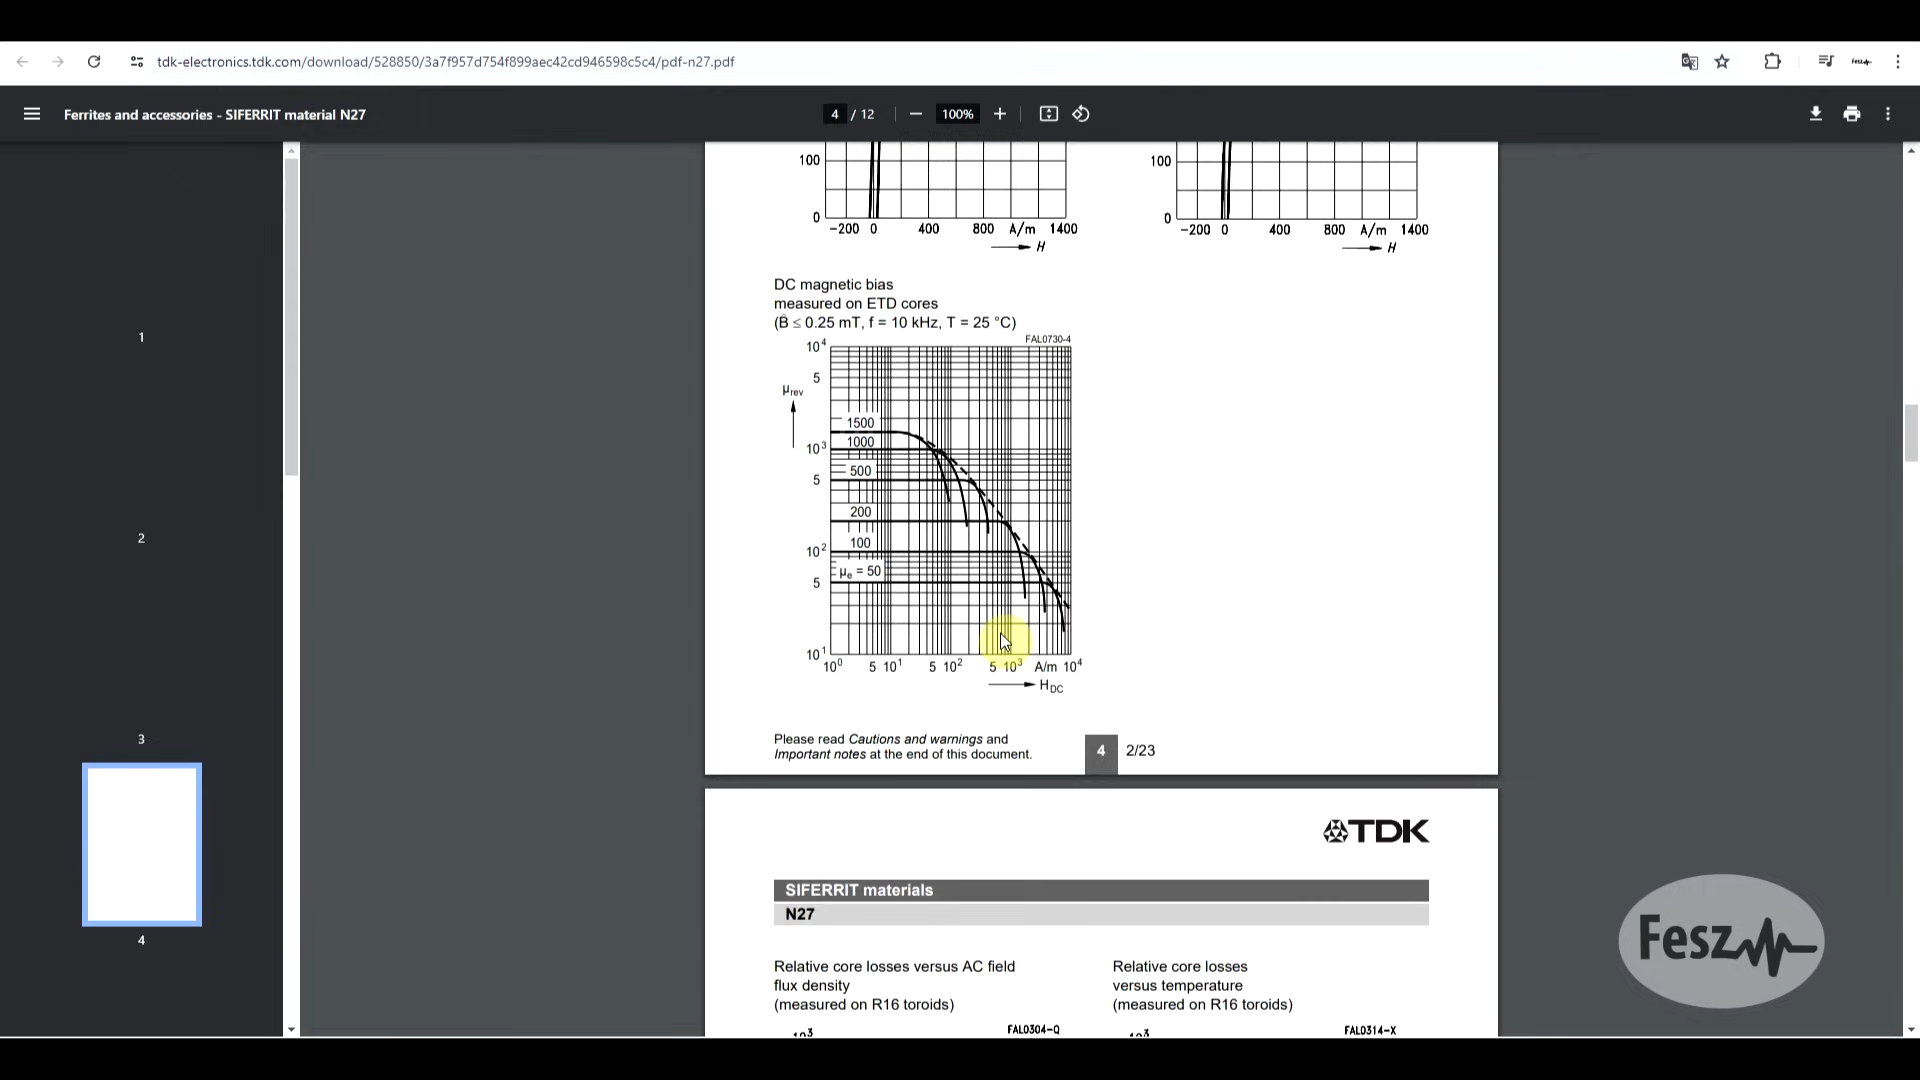 tdk-electronics.tdk.com/download/528850/3a7f957d754f899aec42cd946598c5c4/pdf-n27.pdf
Ferrites and accessories - SIFERRIT material N27
4 / 12
100%
100
0
−200 0 400 800 A/m 1400
H
100
0
−200 0 400 800 A/m 1400
H
DC magnetic bias
measured on ETD cores
(B̂ ≤ 0.25 mT, f = 10 kHz, T = 25 °C)
FAL0730-4
10⁴
5
μrev
1500
10³ 1000
500
5
200
100
10²
μe = 50
5
10¹
10⁰ 5 10¹ 5 10² 5 10³ A/m 10⁴
HDC
Please read Cautions and warnings and
Important notes at the end of this document.
4 2/23
TDK
SIFERRIT materials
N27
Relative core losses versus AC field
flux density
(measured on R16 toroids)
FAL0304-Q
10³
Relative core losses
versus temperature
(measured on R16 toroids)
FAL0314-X
10³
1
2
3
4
Fesz